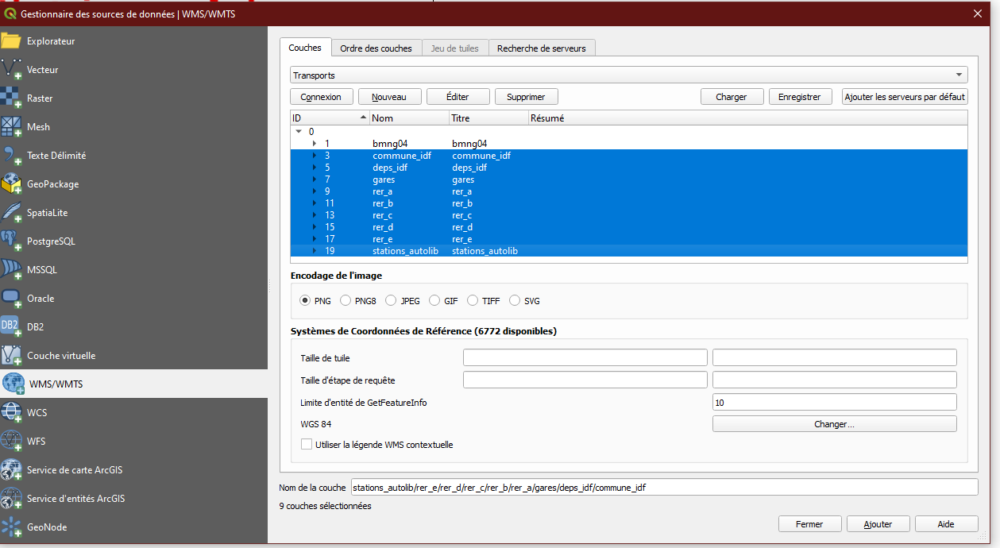 Gestionnaire des sources de données | WMS/WMTS
Explorateur
Vecteur
Raster
Mesh
Texte Délimité
GeoPackage
SpatiaLite
PostgreSQL
MSSQL
Oracle
DB2
DB2
Couche virtuelle
WMS/WMTS
WCS
WFS
Service de carte ArcGIS
Service d'entités ArcGIS
GeoNode
Couches Ordre des couches Jeu de tuiles Recherche de serveurs
Transports
Connexion Nouveau Éditer Supprimer Charger Enregistrer Ajouter les serveurs par défaut
ID Nom Titre Résumé
0
1 bmng04 bmng04
3 commune_idf commune_idf
5 deps_idf deps_idf
7 gares gares
9 rer_a rer_a
11 rer_b rer_b
13 rer_c rer_c
15 rer_d rer_d
17 rer_e rer_e
19 stations_autolib stations_autolib
Encodage de l'image
PNG PNG8 JPEG GIF TIFF SVG
Systèmes de Coordonnées de Référence (6772 disponibles)
Taille de tuile
Taille d'étape de requête
Limite d'entité de GetFeatureInfo 10
WGS 84 Changer...
Utiliser la légende WMS contextuelle
Nom de la couche stations_autolib/rer_e/rer_d/rer_c/rer_b/rer_a/gares/deps_idf/commune_idf
9 couches sélectionnées
Fermer Ajouter Aide